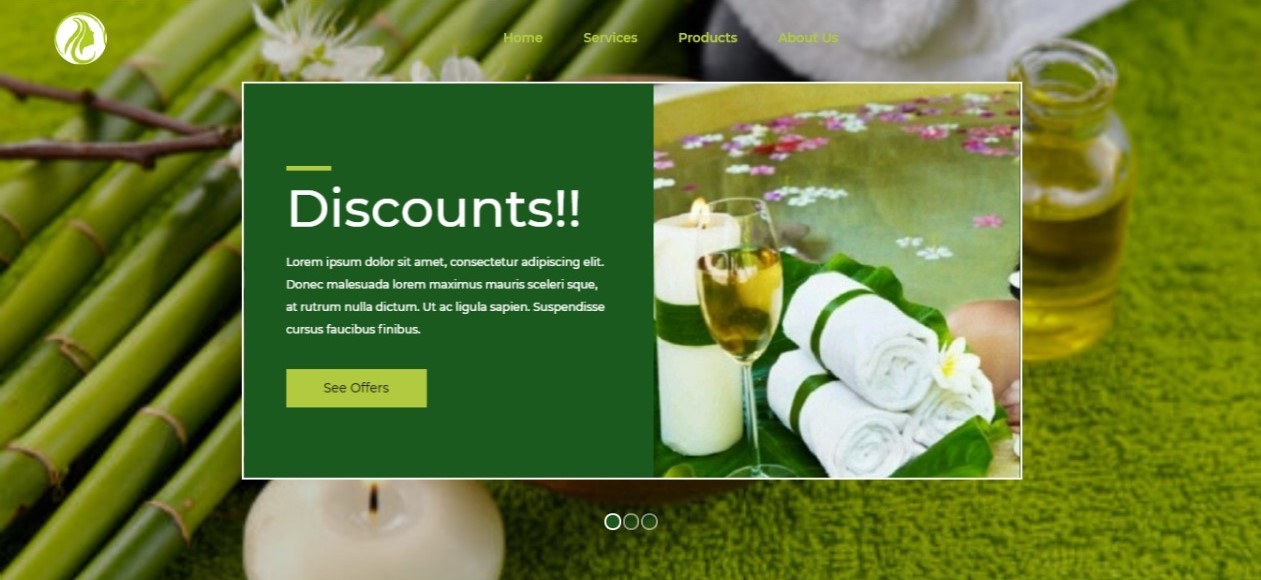 Home Services Products About Us
Discounts!!
Lorem ipsum dolor sit amet, consectetur adipiscing elit.
Donec malesuada lorem maximus mauris sceleri sque,
at rutrum nulla dictum. Ut ac ligula sapien. Suspendisse
cursus faucibus finibus.
See Offers